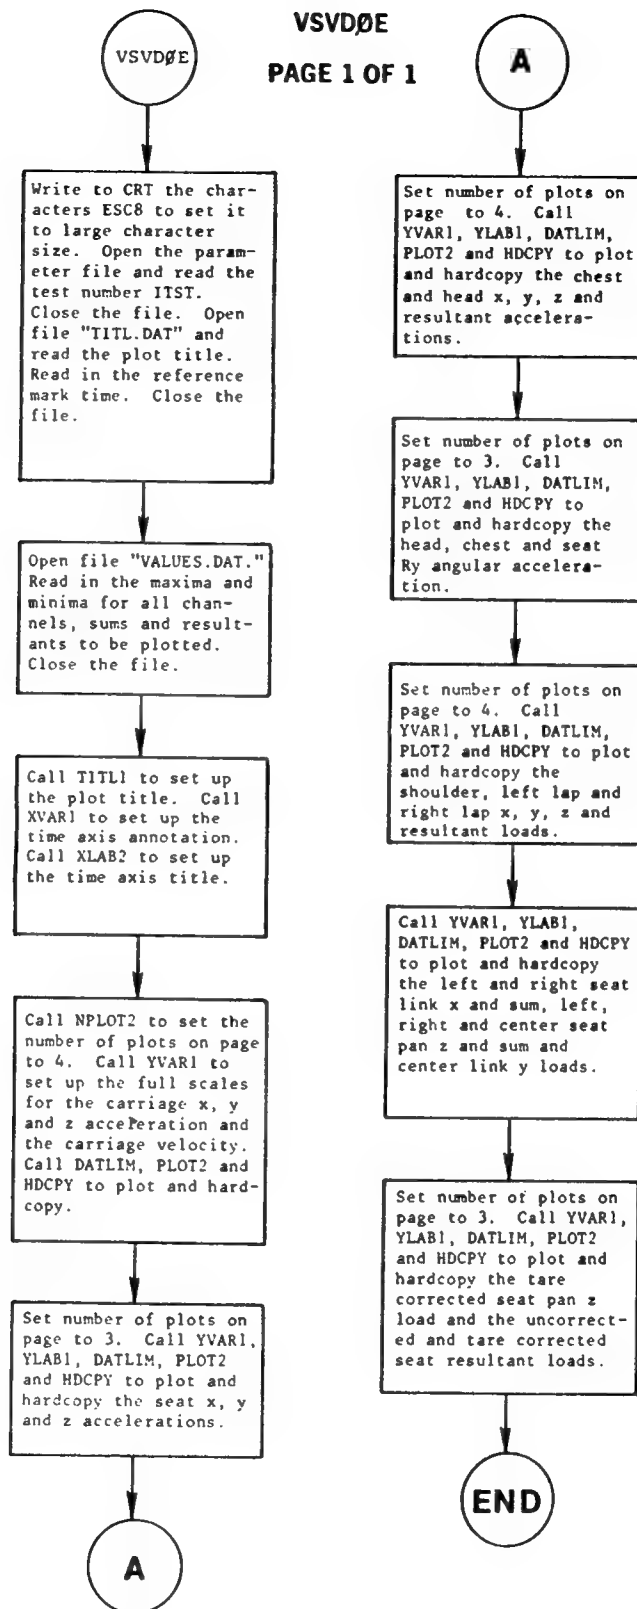 VSVDØE
PAGE 1 OF 1
VSVDØE
Write to CRT the char-
acters ESC8 to set it
to large character
size. Open the param-
eter file and read the
test number ITST.
Close the file. Open
file "TITL.DAT" and
read the plot title.
Read in the reference
mark time. Close the
file.
Open file "VALUES.DAT."
Read in the maxima and
minima for all chan-
nels, sums and result-
ants to be plotted.
Close the file.
Call TITL1 to set up
the plot title. Call
XVAR1 to set up the
time axis annotation.
Call XLAB2 to set up
the time axis title.
Call NPLOT2 to set the
number of plots on page
to 4. Call YVAR1 to
set up the full scales
for the carriage x, y
and z acceleration and
the carriage velocity.
Call DATLIM, PLOT2 and
HDCPY to plot and hard-
copy.
Set number of plots on
page to 3. Call YVAR1,
YLAB1, DATLIM, PLOT2
and HDCPY to plot and
hardcopy the seat x, y
and z accelerations.
A
A
Set number of plots on
page to 4. Call
YVAR1, YLAB1, DATLIM,
PLOT2 and HDCPY to plot
and hardcopy the chest
and head x, y, z and
resultant accelera-
tions.
Set number of plots on
page to 3. Call
YVAR1, YLAB1, DATLIM,
PLOT2 and HDCPY to
plot and hardcopy the
head, chest and seat
Ry angular accelera-
tion.
Set number of plots on
page to 4. Call
YVAR1, YLAB1, DATLIM,
PLOT2 and HDCPY to plot
and hardcopy the
shoulder, left lap and
right lap x, y, z and
resultant loads.
Call YVAR1, YLAB1,
DATLIM, PLOT2 and HDCPY
to plot and hardcopy
the left and right seat
link x and sum, left,
right and center seat
pan z and sum and
center link y loads.
Set number of plots on
page to 3. Call YVAR1,
YLAB1, DATLIM, PLOT2
and HDCPY to plot and
hardcopy the tare
corrected seat pan z
load and the uncorrect-
ed and tare corrected
seat resultant loads.
END